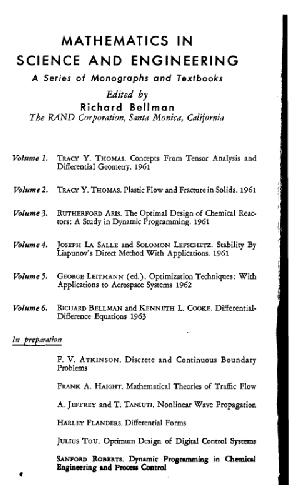 MATHEMATICS IN
SCIENCE AND ENGINEERING
A Series of Monographs and Textbooks
Edited by
Richard Bellman
The RAND Corporation, Santa Monica, California
Volume 1. TRACY Y. THOMAS. Concepts From Tensor Analysis and
Differential Geometry. 1961
Volume 2. TRACY Y. THOMAS. Plastic Flow and Fracture in Solids. 1961
Volume 3. RUTHERFORD ARIS. The Optimal Design of Chemical Reac-
tors: A Study in Dynamic Programming. 1961
Volume 4. JOSEPH LA SALLE and SOLOMON LEFSCHETZ. Stability By
Liapunov's Direct Method With Applications. 1961
Volume 5. GEORGE LEITMANN (ed.). Optimization Techniques: With
Applications to Aerospace Systems 1962
Volume 6. RICHARD BELLMAN and KENNETH L. COOKE. Differential-
Difference Equations 1963
In preparation
F. V. ATKINSON. Discrete and Continuous Boundary
Problems
FRANK A. HAIGHT. Mathematical Theories of Traffic Flow
A. JEFFREY and T. TANIUTI. Nonlinear Wave Propagation
HARLEY FLANDERS. Differential Forms
JULIUS TOU. Optimum Design of Digital Control Systems
SANFORD ROBERTS. Dynamic Programming in Chemical
Engineering and Process Control